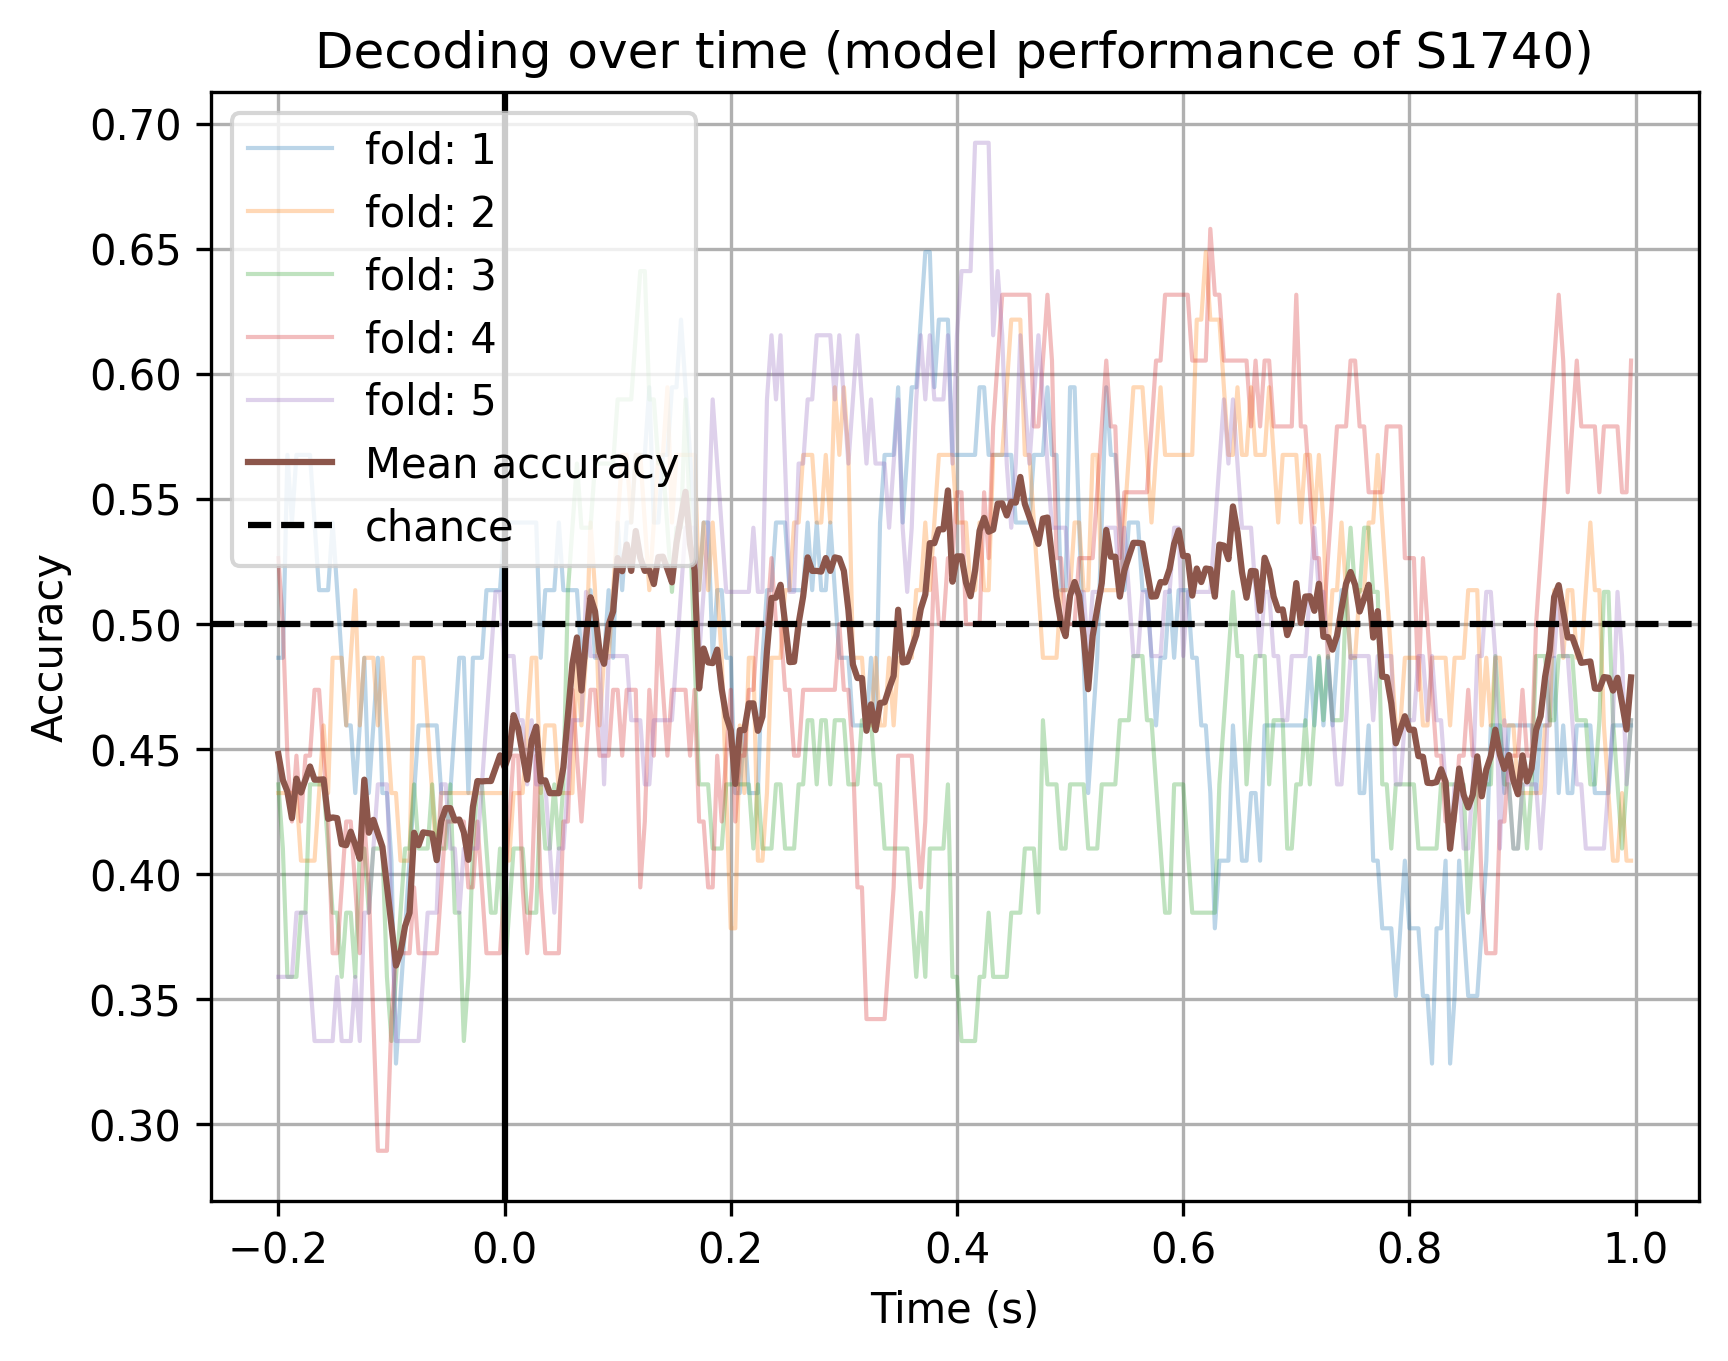 Decoding over time (model performance of S1740)
fold: 1
fold: 2
fold: 3
fold: 4
fold: 5
Mean accuracy
chance
Accuracy
0.70
0.65
0.60
0.55
0.50
0.45
0.40
0.35
0.30
−0.2 0.0 0.2 0.4 0.6 0.8 1.0
Time (s)